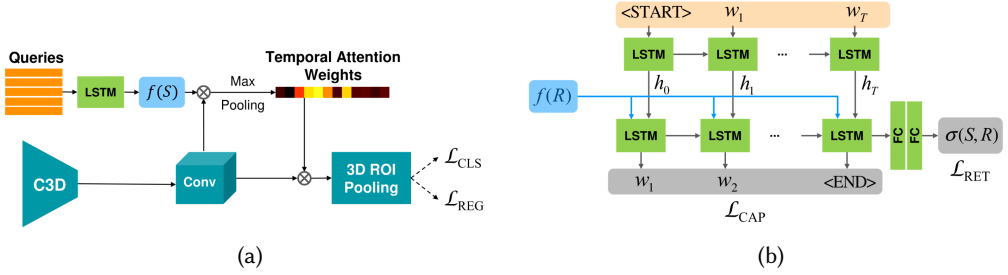 Queries
LSTM
f(S)
Max
Pooling
Temporal Attention
Weights
C3D
Conv
3D ROI
Pooling
ℒCLS
ℒREG
(a)
<START> w1 wT
LSTM LSTM ... LSTM
h0 h1 hT
f(R)
LSTM LSTM ... LSTM FC FC σ(S, R)
w1 w2 <END>
ℒRET
ℒCAP
(b)